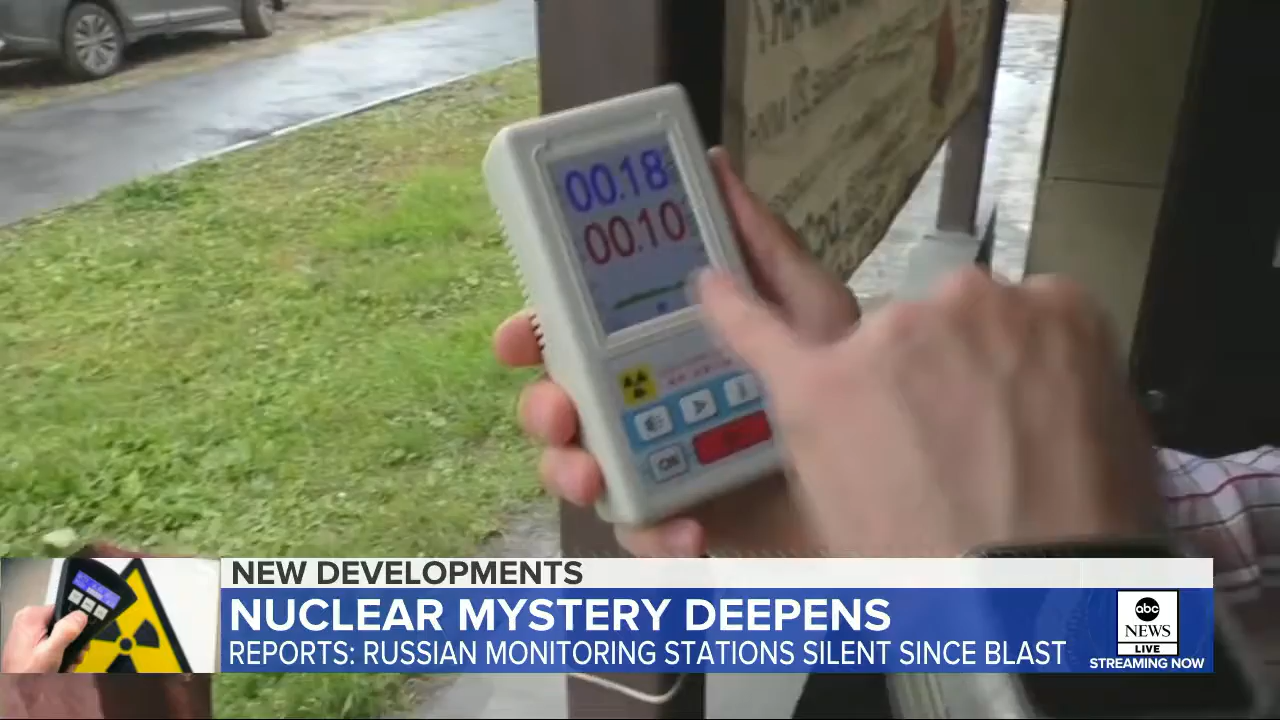 00.18
00.10
ON
NEW DEVELOPMENTS
NUCLEAR MYSTERY DEEPENS
REPORTS: RUSSIAN MONITORING STATIONS SILENT SINCE BLAST
abc
NEWS
LIVE
STREAMING NOW